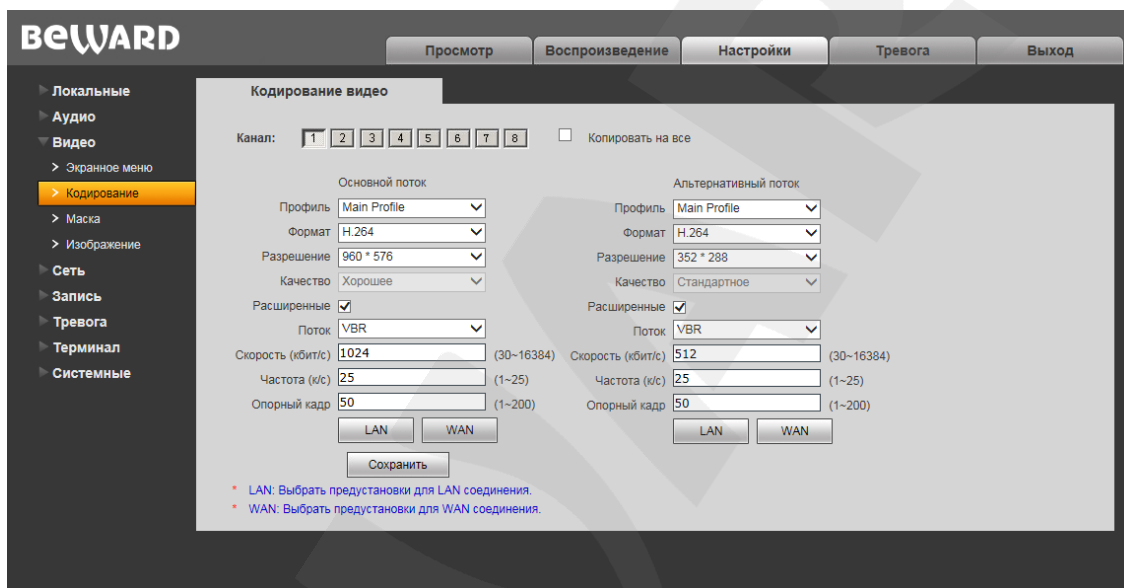 BEWARD
Просмотр Воспроизведение Настройки Тревога Выход
Локальные
Аудио
Видео
> Экранное меню
> Кодирование
> Маска
> Изображение
Сеть
Запись
Тревога
Терминал
Системные
Кодирование видео
Канал: 1 2 3 4 5 6 7 8 Копировать на все
Основной поток
Профиль Main Profile
Формат H.264
Разрешение 960 * 576
Качество Хорошее
Расширенные
Поток VBR
Скорость (кбит/с) 1024 (30~16384)
Частота (к/с) 25 (1~25)
Опорный кадр 50 (1~200)
LAN WAN
Альтернативный поток
Профиль Main Profile
Формат H.264
Разрешение 352 * 288
Качество Стандартное
Расширенные
Поток VBR
Скорость (кбит/с) 512 (30~16384)
Частота (к/с) 25 (1~25)
Опорный кадр 50 (1~200)
LAN WAN
Сохранить
* LAN: Выбрать предустановки для LAN соединения.
* WAN: Выбрать предустановки для WAN соединения.